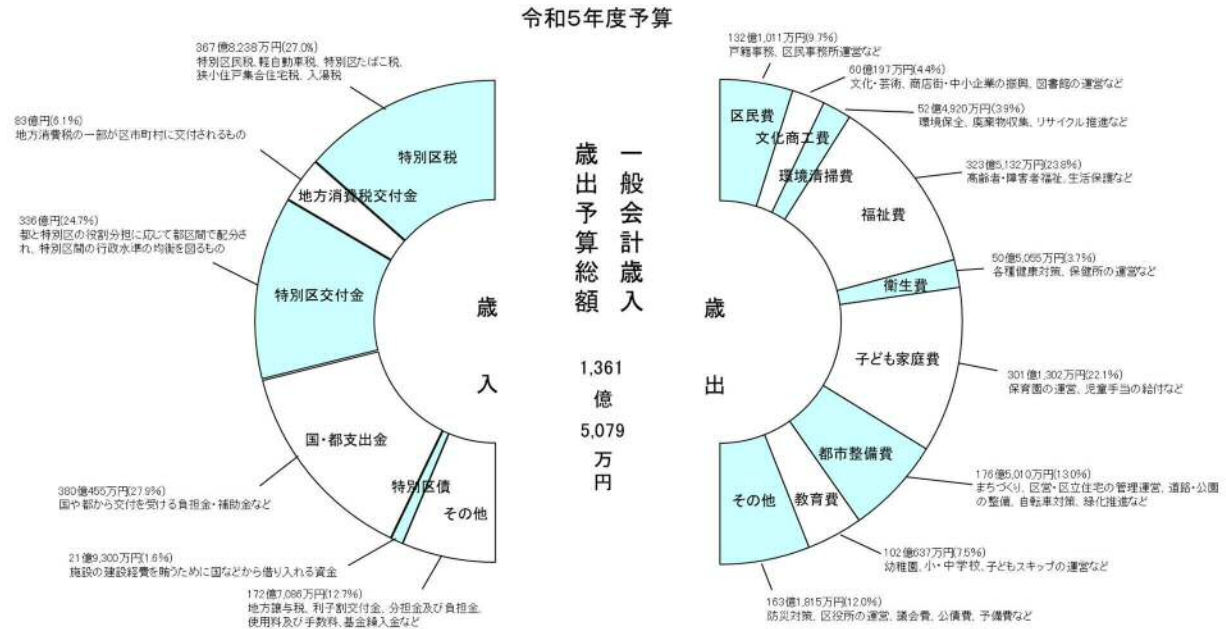 令和5年度予算
367億8,238万円(27.0%)
特別区民税、軽自動車税、特別区たばこ税、
狭小住戸集合住宅税、入湯税
特別区税
83億円(6.1%)
地方消費税の一部が区市町村に交付されるもの
地方消費税交付金
336億円(24.7%)
都と特別区の役割分担に応じて都区間で配分さ
れ、特別区間の行政水準の均衡を図るもの
特別区交付金
国・都支出金
380億455万円(27.9%)
国や都から交付を受ける負担金・補助金など
特別区債
21億9,300万円(1.6%)
施設の建設経費を賄うために国などから借り入れる資金
その他
172億7,086万円(12.7%)
地方譲与税、利子割交付金、分担金及び負担金、
使用料及び手数料、基金繰入金など
歳入
一般会計歳入
歳出予算総額
1,361
億
5,079
万
円
歳出
132億1,011万円(9.7%)
戸籍事務、区民事務所運営など
区民費
60億197万円(4.4%)
文化・芸術、商店街・中小企業の振興、図書館の運営など
文化商工費
52億4,920万円(3.9%)
環境保全、廃棄物収集、リサイクル推進など
環境清掃費
323億5,132万円(23.8%)
高齢者・障害者福祉、生活保護など
福祉費
50億5,055万円(3.7%)
各種健康対策、保健所の運営など
衛生費
子ども家庭費
301億1,302万円(22.1%)
保育園の運営、児童手当の給付など
都市整備費
176億5,010万円(13.0%)
まちづくり、区営・区立住宅の管理運営、道路・公園
の整備、自転車対策、緑化推進など
教育費
102億637万円(7.5%)
幼稚園、小・中学校、子どもスキップの運営など
その他
163億1,815万円(12.0%)
防災対策、区役所の運営、議会費、公債費、予備費など